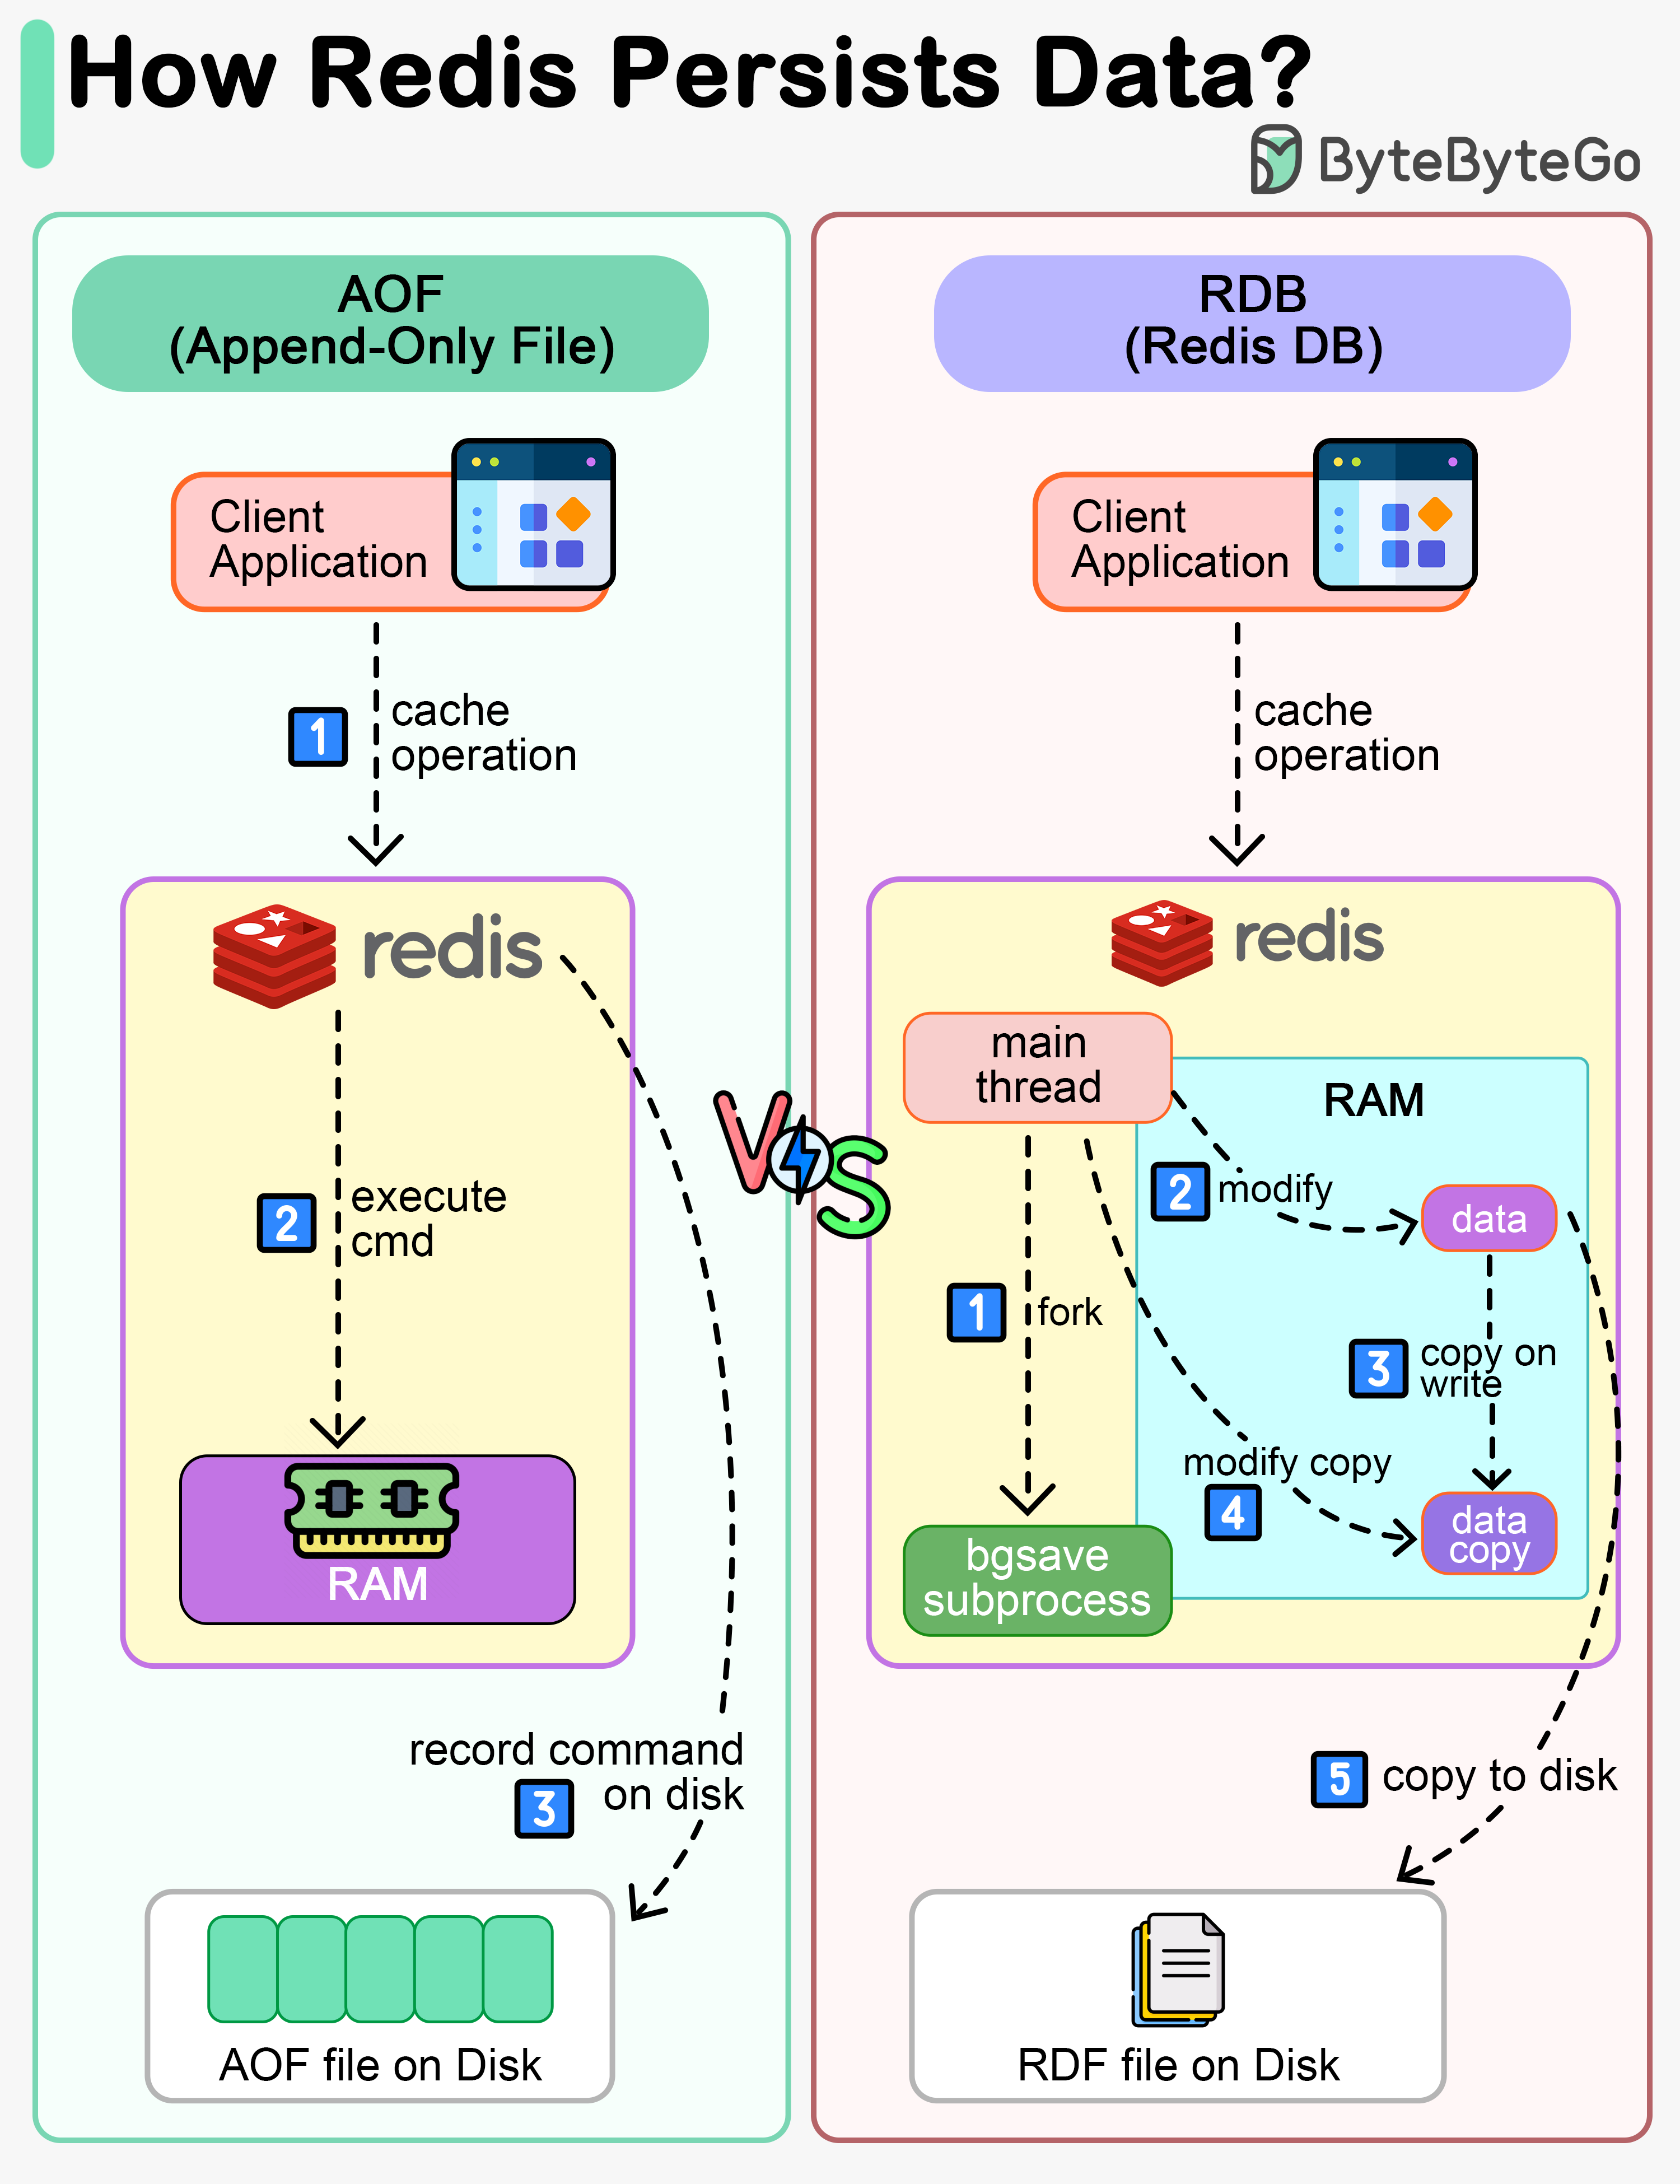 How Redis Persists Data?
ByteByteGo
AOF
(Append-Only File)
Client
Application
1
cache
operation
redis
2
execute
cmd
RAM
record command
3
on disk
AOF file on Disk
VS
RDB
(Redis DB)
Client
Application
cache
operation
redis
main
thread
RAM
2
modify
data
1
fork
3
copy on
write
modify copy
4
data
copy
bgsave
subprocess
5
copy to disk
RDF file on Disk